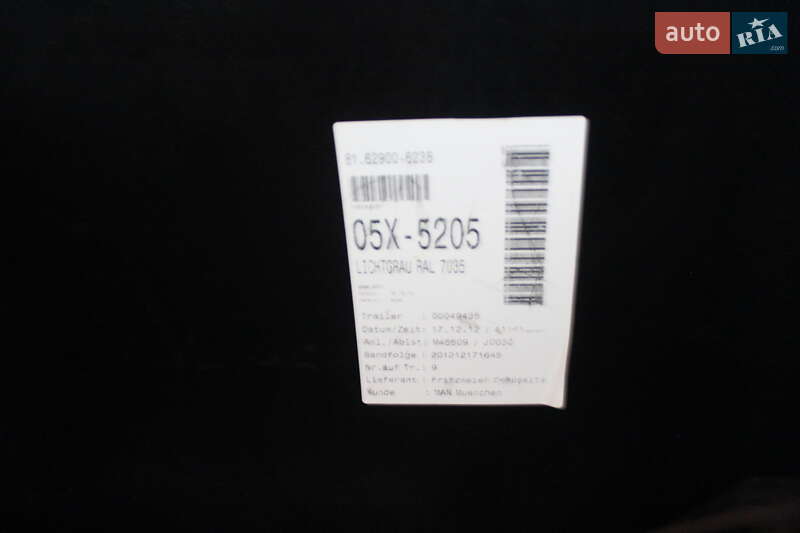 auto RIA .com
81.62900-6235
05X-5205
LICHTGRAU RAL 7035
Trailer : 00049435
Datum/Zeit: 17.12.12 /
Anl./Ablst: / J0030
Bandfolge : 201212171645
Nr.auf Tr.: 9
Lieferant : Fritzmeier
Kunde : MAN Muenchen